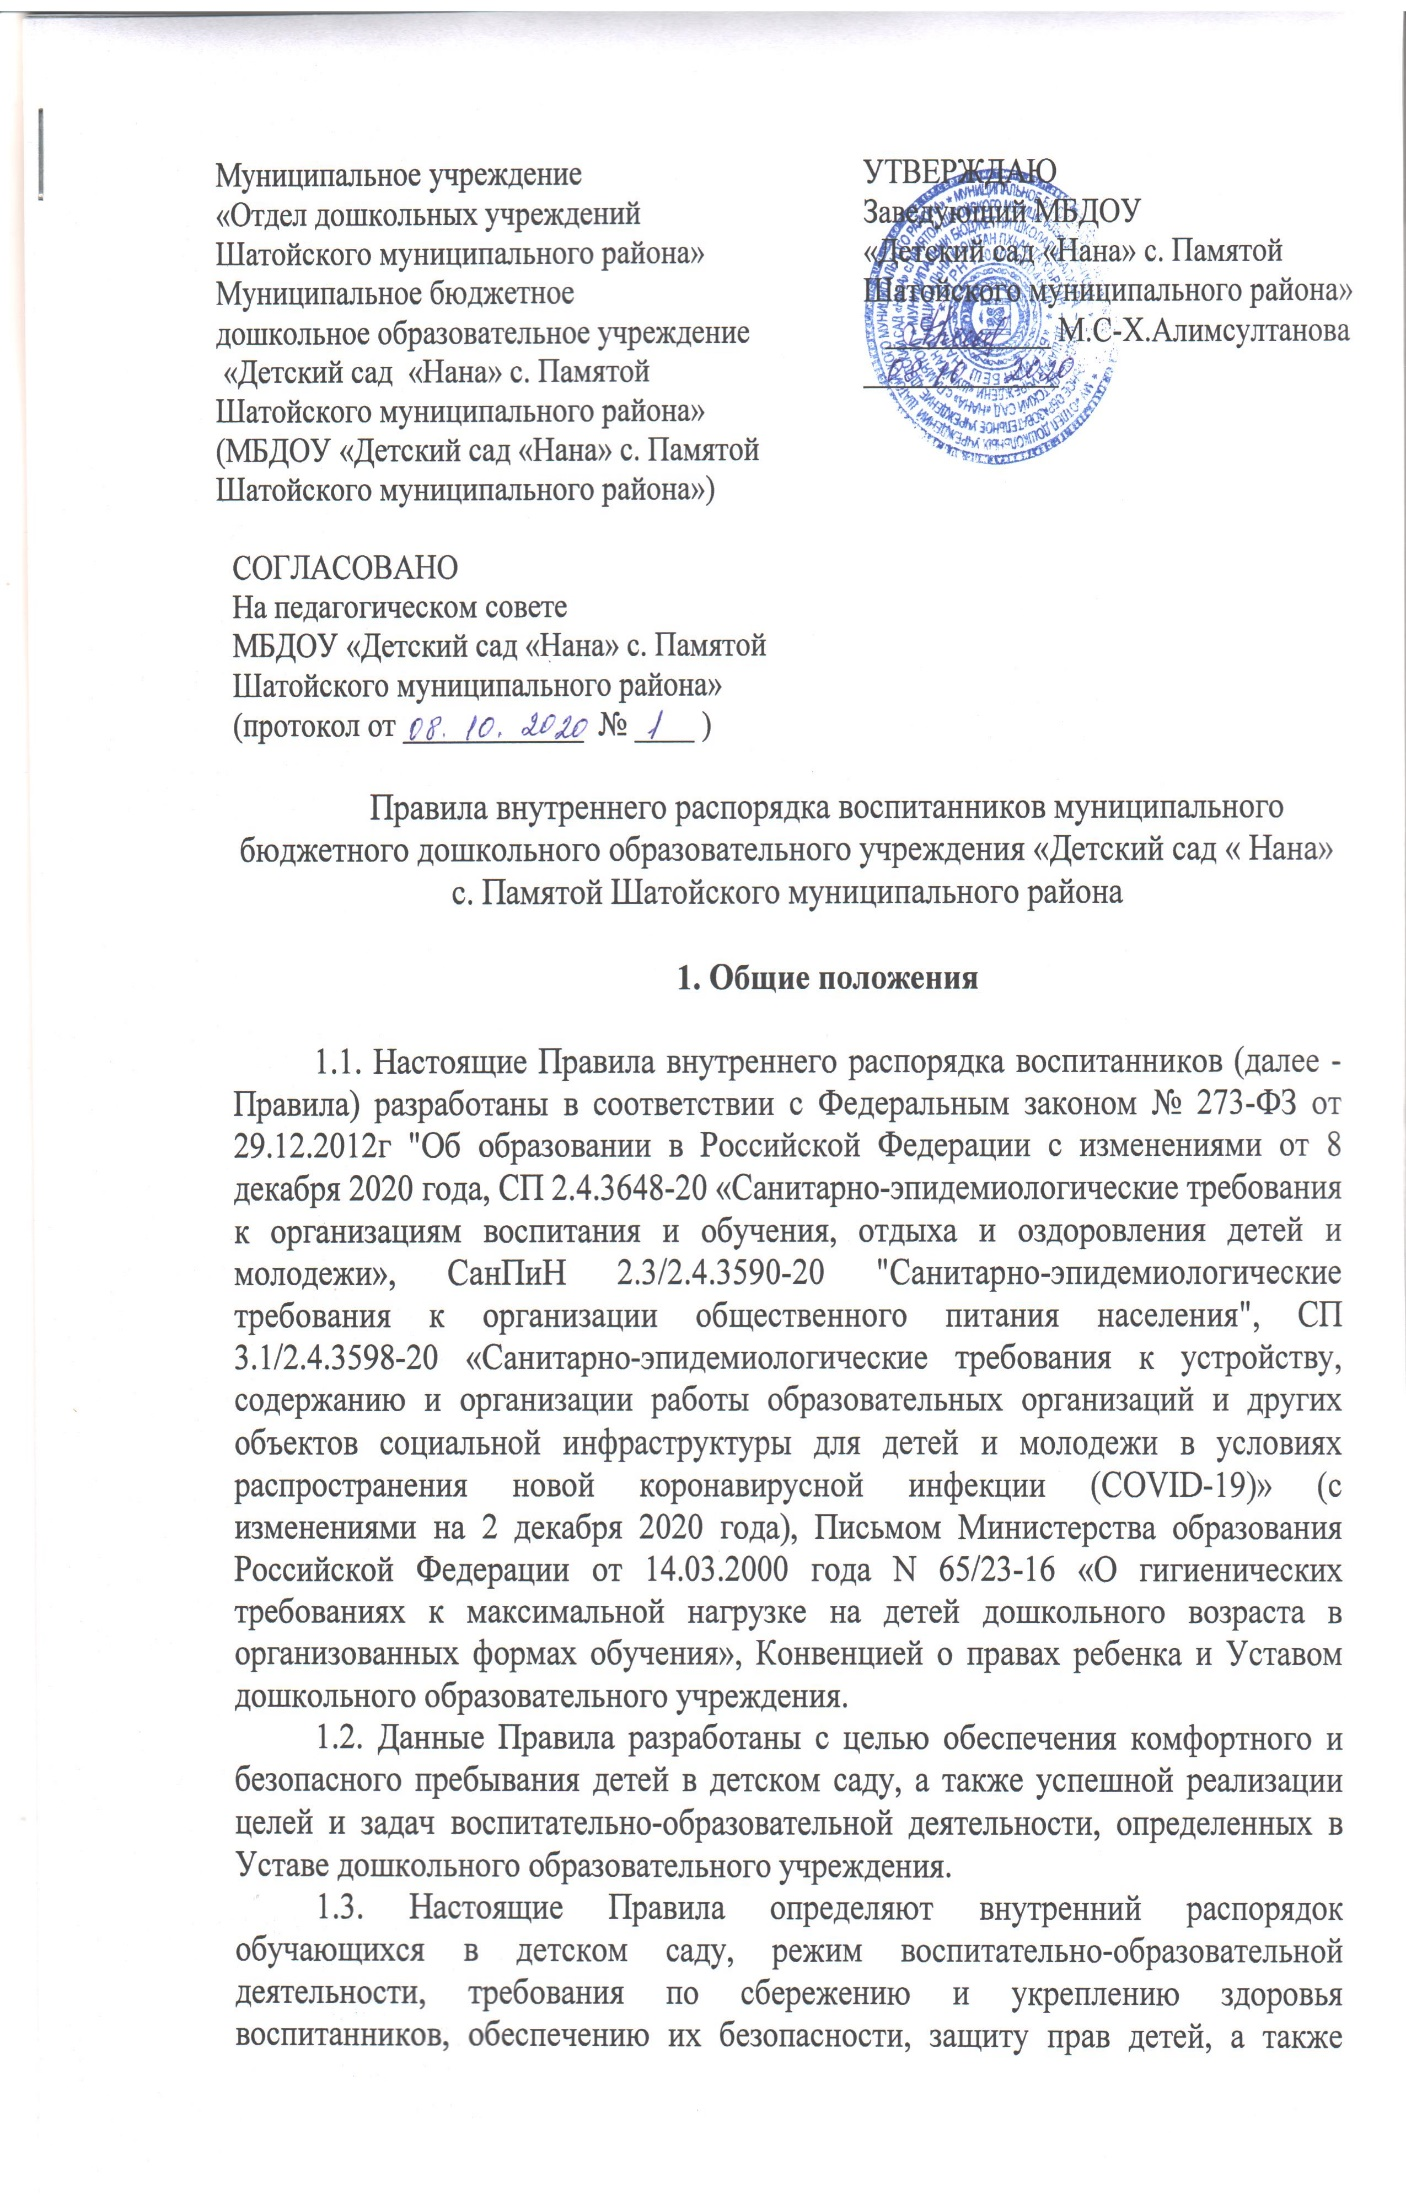 Муниципальное учреждение
«Отдел дошкольных учреждений
Шатойского муниципального района»
Муниципальное бюджетное
дошкольное образовательное учреждение
«Детский сад «Нана» с. Памятой
Шатойского муниципального района»
(МБДОУ «Детский сад «Нана» с. Памятой
Шатойского муниципального района»)
УТВЕРЖДАЮ
Заведующий МБДОУ
«Детский сад «Нана» с. Памятой
Шатойского муниципального района»
М.С-Х.Алимсултанова
08 10 2020
СОГЛАСОВАНО
На педагогическом совете
МБДОУ «Детский сад «Нана» с. Памятой
Шатойского муниципального района»
(протокол от 08. 10. 2020 № 1 )
Правила внутреннего распорядка воспитанников муниципального
бюджетного дошкольного образовательного учреждения «Детский сад « Нана»
с. Памятой Шатойского муниципального района
1. Общие положения
1.1. Настоящие Правила внутреннего распорядка воспитанников (далее -
Правила) разработаны в соответствии с Федеральным законом № 273-ФЗ от
29.12.2012г "Об образовании в Российской Федерации с изменениями от 8
декабря 2020 года, СП 2.4.3648-20 «Санитарно-эпидемиологические требования
к организациям воспитания и обучения, отдыха и оздоровления детей и
молодежи», СанПиН 2.3/2.4.3590-20 "Санитарно-эпидемиологические
требования к организации общественного питания населения", СП
3.1/2.4.3598-20 «Санитарно-эпидемиологические требования к устройству,
содержанию и организации работы образовательных организаций и других
объектов социальной инфраструктуры для детей и молодежи в условиях
распространения новой коронавирусной инфекции (COVID-19)» (с
изменениями на 2 декабря 2020 года), Письмом Министерства образования
Российской Федерации от 14.03.2000 года N 65/23-16 «О гигиенических
требованиях к максимальной нагрузке на детей дошкольного возраста в
организованных формах обучения», Конвенцией о правах ребенка и Уставом
дошкольного образовательного учреждения.
1.2. Данные Правила разработаны с целью обеспечения комфортного и
безопасного пребывания детей в детском саду, а также успешной реализации
целей и задач воспитательно-образовательной деятельности, определенных в
Уставе дошкольного образовательного учреждения.
1.3. Настоящие Правила определяют внутренний распорядок
обучающихся в детском саду, режим воспитательно-образовательной
деятельности, требования по сбережению и укреплению здоровья
воспитанников, обеспечению их безопасности, защиту прав детей, а также